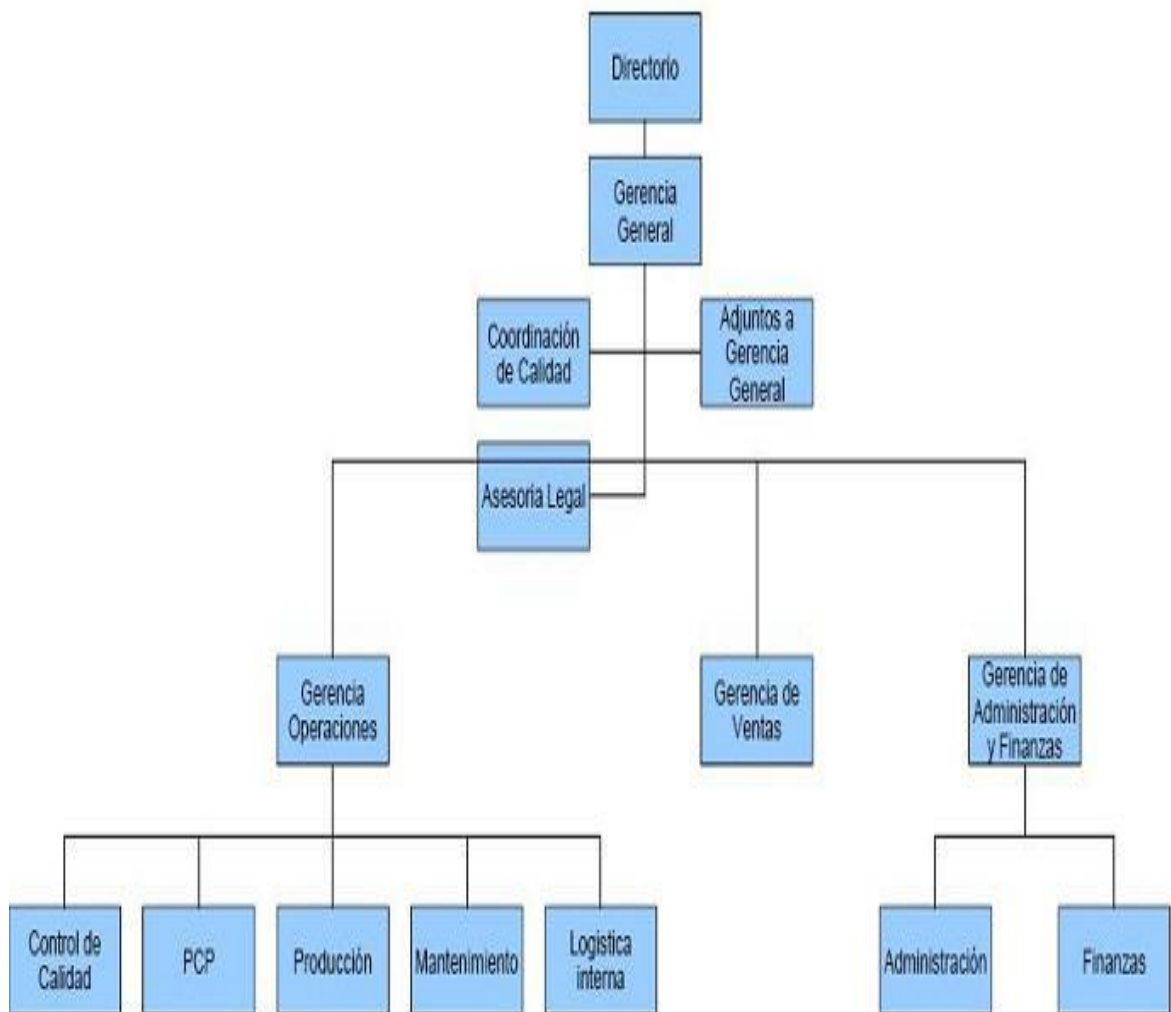 Directorio
Gerencia
General
Coordinación
de Calidad
Adjuntos a
Gerencia
General
Asesoria Legal
Gerencia
Operaciones
Gerencia de
Ventas
Gerencia de
Administración
y Finanzas
Control de
Calidad
PCP
Producción
Mantenimiento
Logistica
interna
Administración
Finanzas